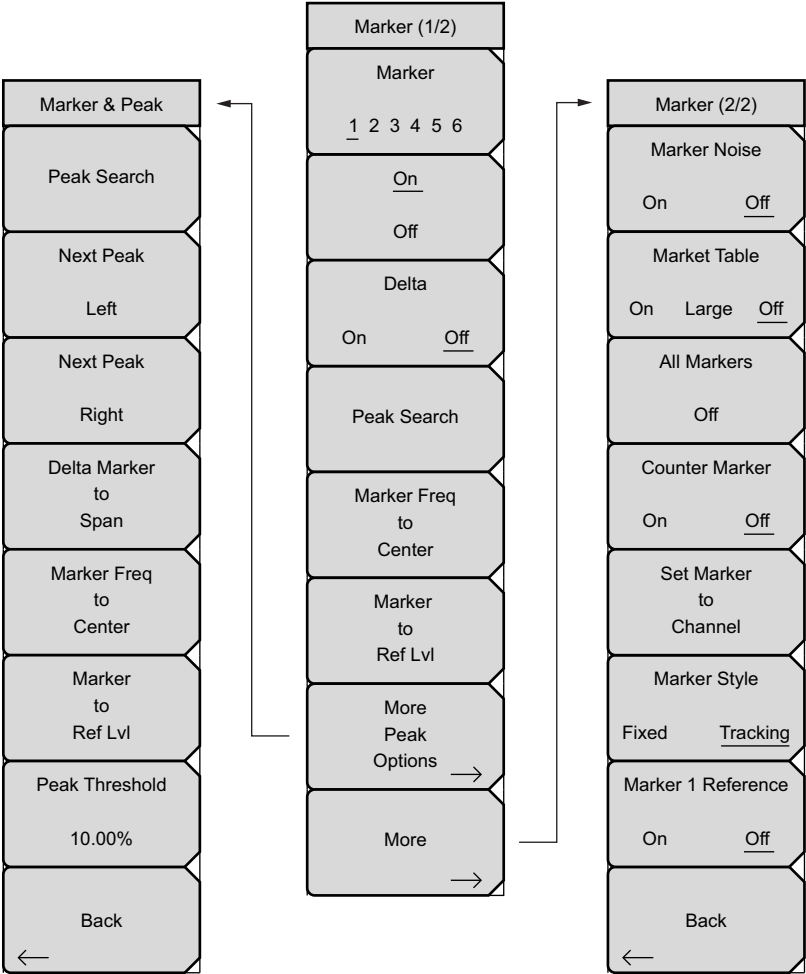 Marker & Peak
Peak Search
Next Peak
Left
Next Peak
Right
Delta Marker
to
Span
Marker Freq
to
Center
Marker
to
Ref Lvl
Peak Threshold
10.00%
Back
Marker (1/2)
Marker
1 2 3 4 5 6
On
Off
Delta
On Off
Peak Search
Marker Freq
to
Center
Marker
to
Ref Lvl
More
Peak
Options
More
Marker (2/2)
Marker Noise
On Off
Market Table
On Large Off
All Markers
Off
Counter Marker
On Off
Set Marker
to
Channel
Marker Style
Fixed Tracking
Marker 1 Reference
On Off
Back